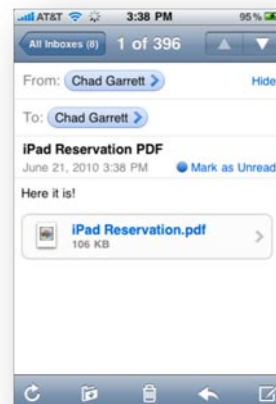 AT&T 3:38 PM 95%
All Inboxes (8) 1 of 396
From: Chad Garrett Hide
To: Chad Garrett
iPad Reservation PDF
June 21, 2010 3:38 PM Mark as Unread
Here it is!
iPad Reservation.pdf
106 KB